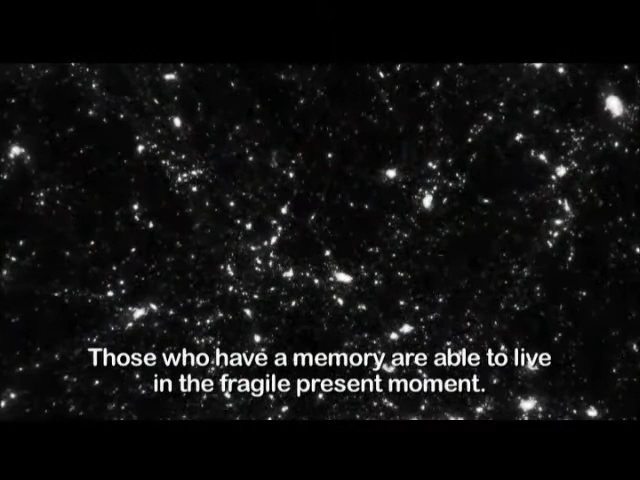 Those who have a memory are able to live
in the fragile present moment.